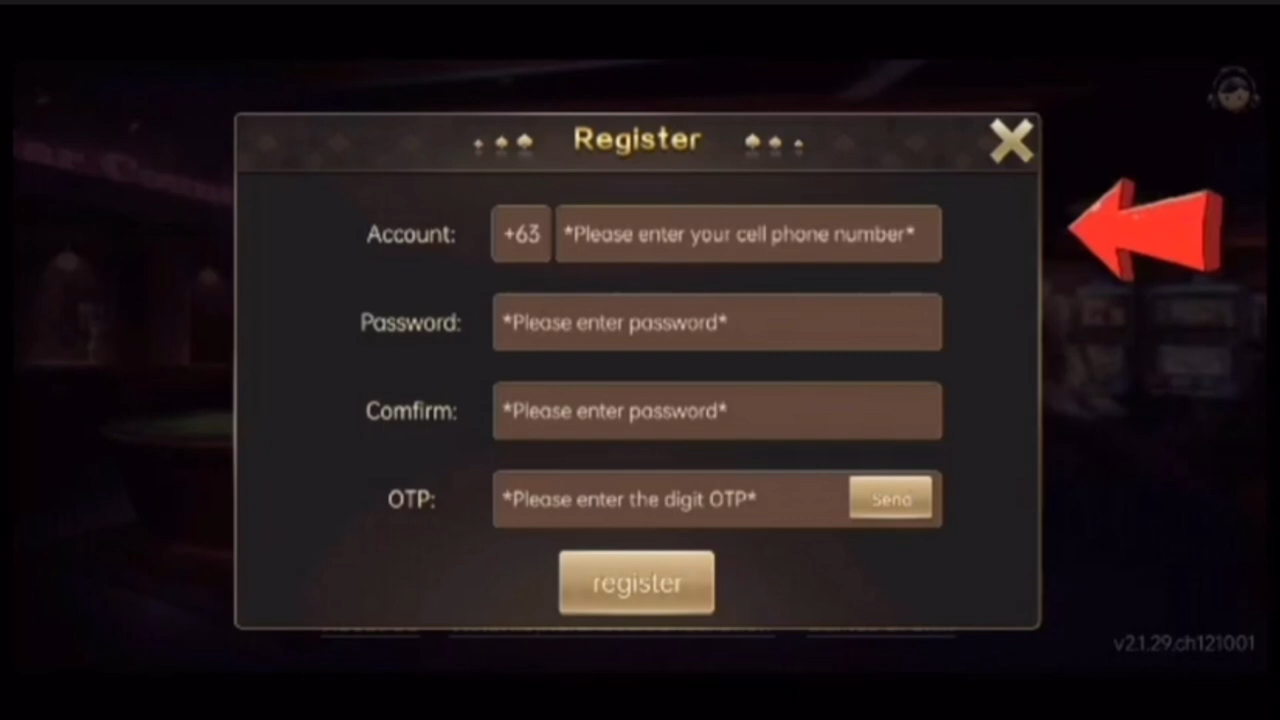 Register
Account: +63 *Please enter your cell phone number*
Password: *Please enter password*
Comfirm: *Please enter password*
OTP: *Please enter the digit OTP* Send
register
v2.1.29.ch121001